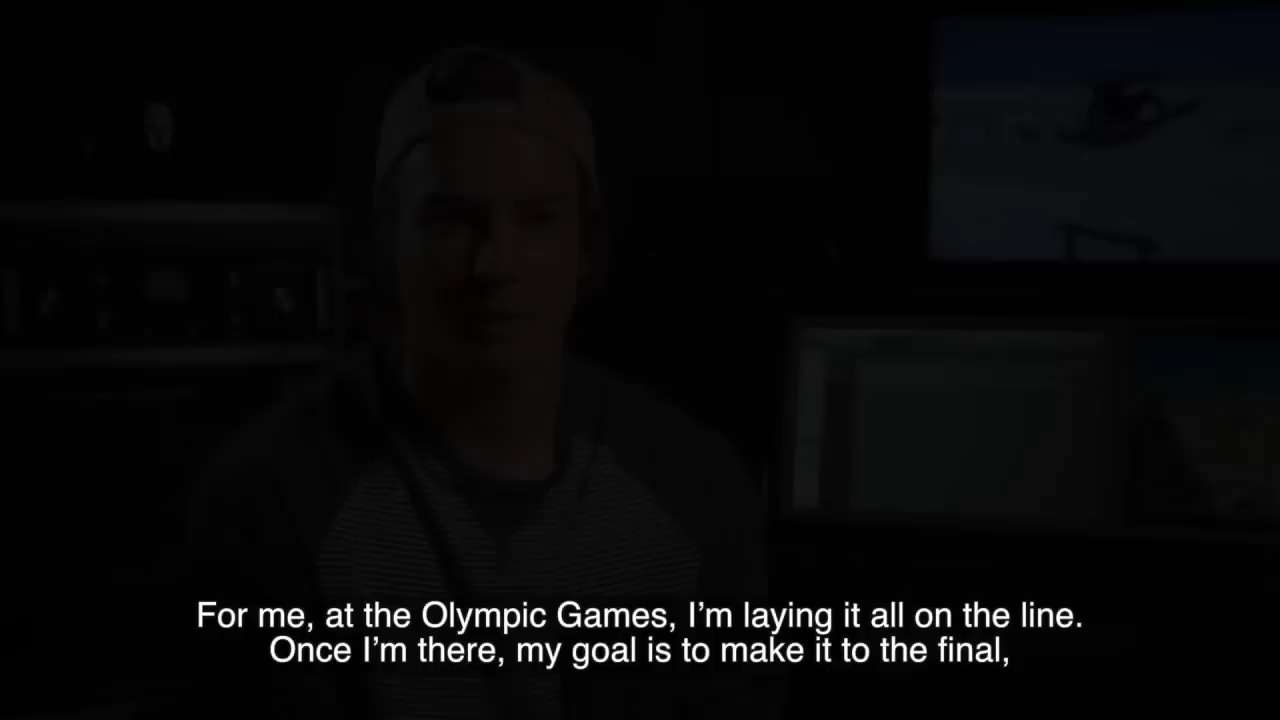 For me, at the Olympic Games, I'm laying it all on the line.
Once I'm there, my goal is to make it to the final,